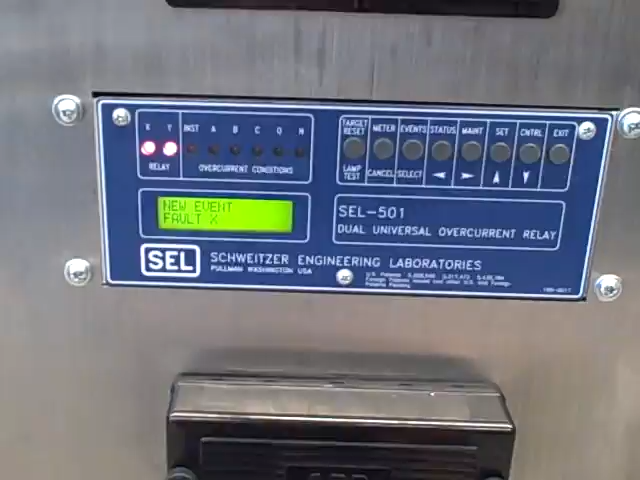 X Y INST A B C Q N
RELAY OVERCURRENT CONDITIONS
TARGET RESET METER EVENTS STATUS MAINT SET CNTRL EXIT
LAMP TEST CANCEL SELECT
NEW EVENT
FAULT X
SEL-501
DUAL UNIVERSAL OVERCURRENT RELAY
SEL SCHWEITZER ENGINEERING LABORATORIES
PULLMAN WASHINGTON USA
U.S. Patents